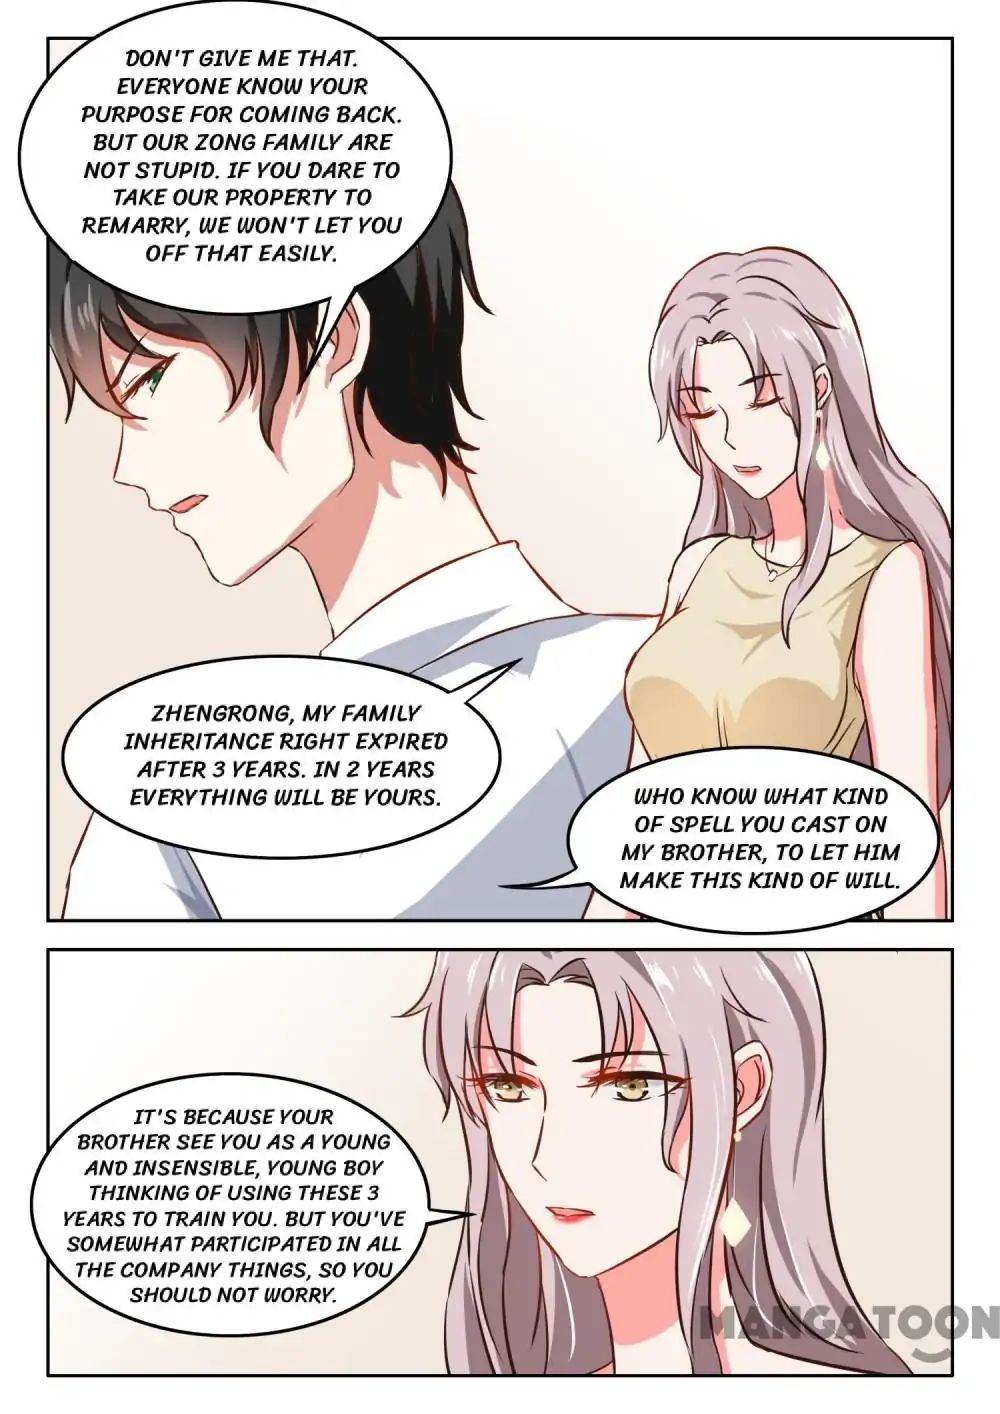 DON'T GIVE ME THAT.
EVERYONE KNOW YOUR
PURPOSE FOR COMING BACK.
BUT OUR ZONG FAMILY ARE
NOT STUPID. IF YOU DARE TO
TAKE OUR PROPERTY TO
REMARRY, WE WON'T LET YOU
OFF THAT EASILY.
ZHENGRONG, MY FAMILY
INHERITANCE RIGHT EXPIRED
AFTER 3 YEARS. IN 2 YEARS
EVERYTHING WILL BE YOURS.
WHO KNOW WHAT KIND
OF SPELL YOU CAST ON
MY BROTHER, TO LET HIM
MAKE THIS KIND OF WILL.
IT'S BECAUSE YOUR
BROTHER SEE YOU AS A YOUNG
AND INSENSIBLE, YOUNG BOY
THINKING OF USING THESE 3
YEARS TO TRAIN YOU. BUT YOU'VE
SOMEWHAT PARTICIPATED IN ALL
THE COMPANY THINGS, SO YOU
SHOULD NOT WORRY.
MANGATOON